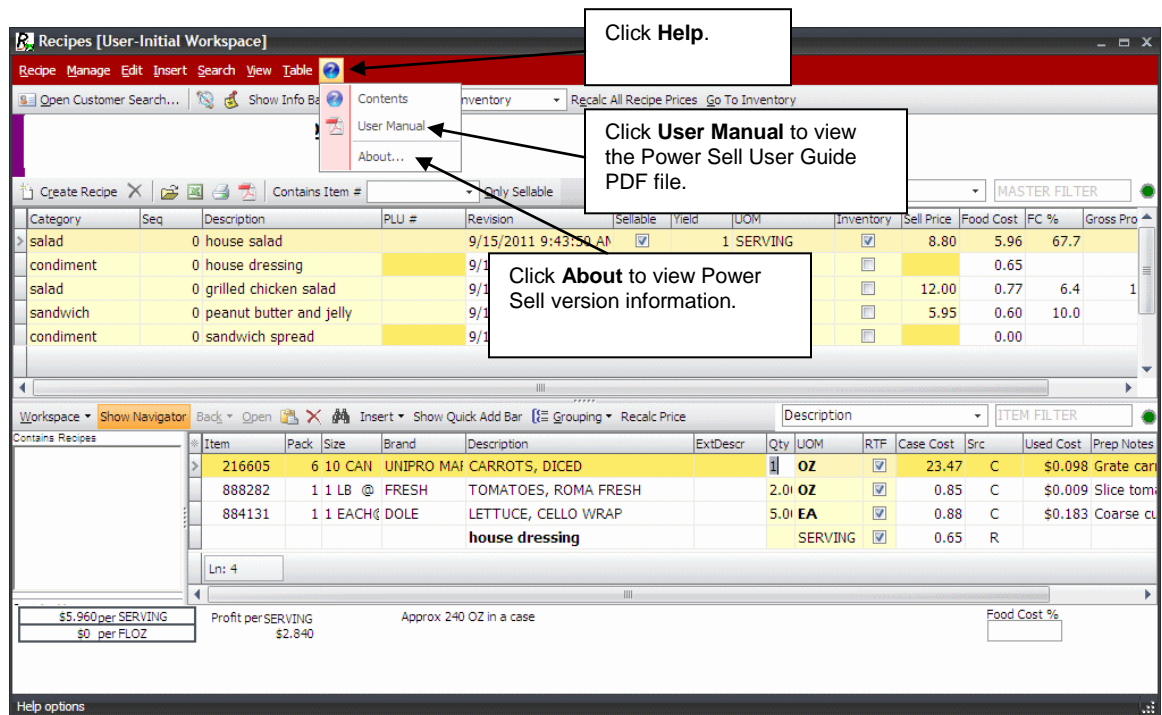 Click Help.
Recipes [User-Initial Workspace]
Recipe Manage Edit Insert Search View Table
Open Customer Search... Show Info Ba nventory Recalc All Recipe Prices Go To Inventory
Contents
User Manual
About...
Click User Manual to view
the Power Sell User Guide
PDF file.
Create Recipe Contains Item # Only Sellable MASTER FILTER
Category Seq Description PLU # Revision Sellable Yield UOM Inventory Sell Price Food Cost FC % Gross Pro
salad 0 house salad 9/15/2011 9:43:50 AM 1 SERVING 8.80 5.96 67.7
condiment 0 house dressing 9/1 0.65
salad 0 grilled chicken salad 9/1 12.00 0.77 6.4 1
sandwich 0 peanut butter and jelly 9/1 5.95 0.60 10.0
condiment 0 sandwich spread 9/1 0.00
Click About to view Power
Sell version information.
Workspace Show Navigator Back Open Insert Show Quick Add Bar Grouping Recalc Price Description ITEM FILTER
Contains Recipes
Item Pack Size Brand Description ExtDescr Qty UOM RTF Case Cost Src Used Cost Prep Notes
216605 6 10 CAN UNIPRO MAR CARROTS, DICED 1 OZ 23.47 C $0.098 Grate carr
888282 1 1 LB @ FRESH TOMATOES, ROMA FRESH 2.00 OZ 0.85 C $0.009 Slice toma
884131 1 1 EACH@ DOLE LETTUCE, CELLO WRAP 5.00 EA 0.88 C $0.183 Coarse cu
house dressing SERVING 0.65 R
Ln: 4
$5.960 per SERVING Profit per SERVING Approx 240 OZ in a case Food Cost %
$0 per FLOZ $2.840
Help options